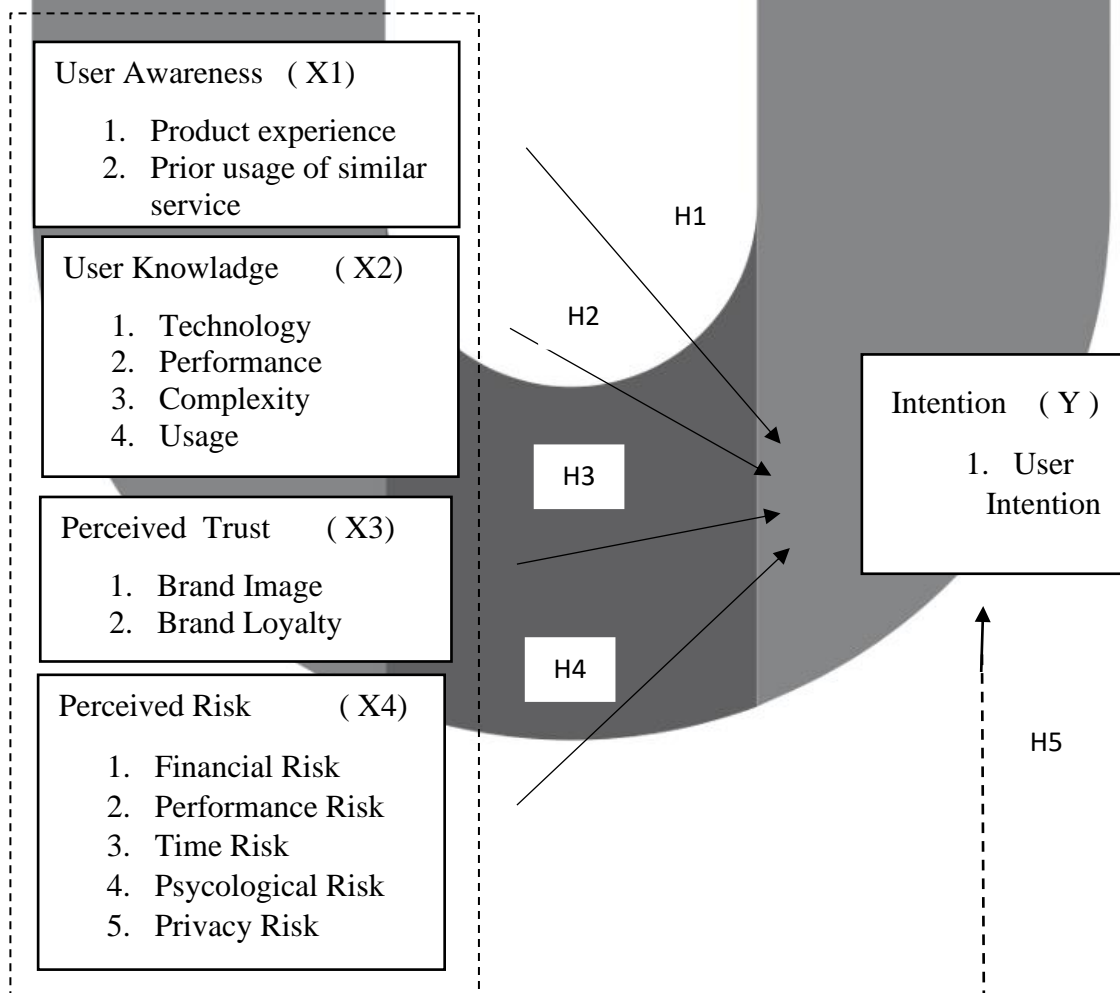 User Awareness ( X1)
1. Product experience
2. Prior usage of similar
service
H1
User Knowladge ( X2)
1. Technology
2. Performance
3. Complexity
4. Usage
H2
Intention ( Y )
1. User
Intention
H3
Perceived Trust ( X3)
1. Brand Image
2. Brand Loyalty
H4
Perceived Risk ( X4)
1. Financial Risk
2. Performance Risk
3. Time Risk
4. Psycological Risk
5. Privacy Risk
H5